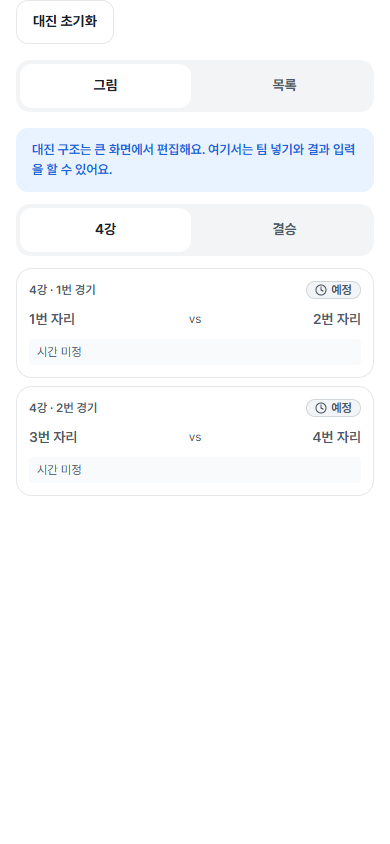 대진 초기화
그림
목록
대진 구조는 큰 화면에서 편집해요. 여기서는 팀 넣기와 결과 입력
을 할 수 있어요.
4강
결승
4강 · 1번 경기
예정
1번 자리
vs
2번 자리
시간 미정
4강 · 2번 경기
예정
3번 자리
vs
4번 자리
시간 미정